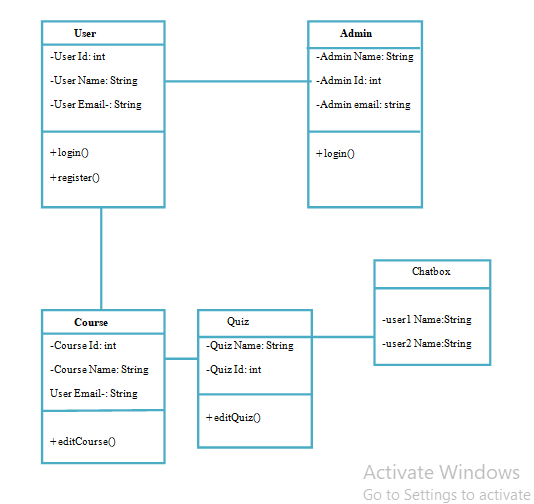 User
-User Id: int
-User Name: String
-User Email-: String
+login()
+register()
Admin
-Admin Name: String
-Admin Id: int
-Admin email: string
+login()
Course
-Course Id: int
-Course Name: String
User Email-: String
+editCourse()
Quiz
-Quiz Name: String
-Quiz Id: int
+editQuiz()
Chatbox
-user1 Name:String
-user2 Name:String
Activate Windows
Go to Settings to activate